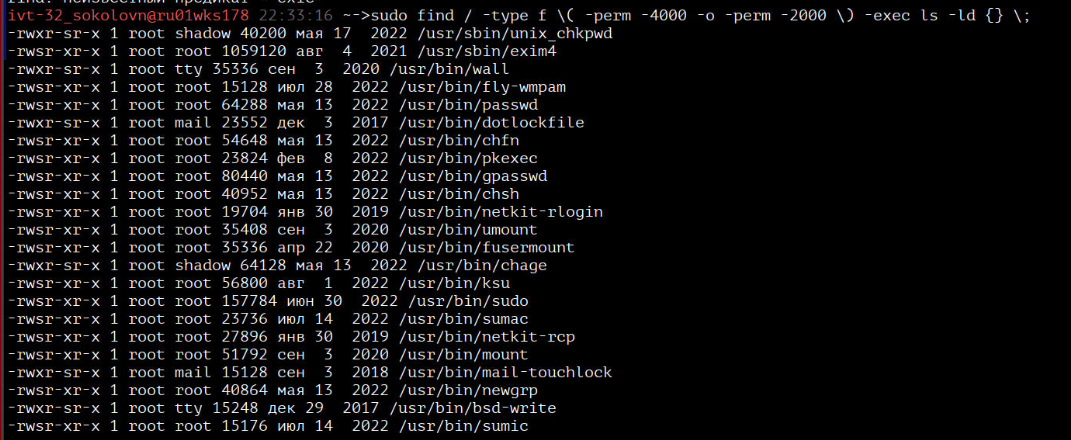 find: неизвестный предикат
ivt-32_sokolovn@ru01wks178 22:33:16 ~->sudo find / -type f \( -perm -4000 -o -perm -2000 \) -exec ls -ld {} \;
-rwxr-sr-x 1 root shadow 40200 мая 17  2022 /usr/sbin/unix_chkpwd
-rwsr-xr-x 1 root root 1059120 авг  4  2021 /usr/sbin/exim4
-rwxr-sr-x 1 root tty 35336 сен  3  2020 /usr/bin/wall
-rwsr-xr-x 1 root root 15128 июл 28  2022 /usr/bin/fly-wmpam
-rwsr-xr-x 1 root root 64288 мая 13  2022 /usr/bin/passwd
-rwxr-sr-x 1 root mail 23552 дек  3  2017 /usr/bin/dotlockfile
-rwsr-xr-x 1 root root 54648 мая 13  2022 /usr/bin/chfn
-rwsr-xr-x 1 root root 23824 фев  8  2022 /usr/bin/pkexec
-rwsr-xr-x 1 root root 80440 мая 13  2022 /usr/bin/gpasswd
-rwsr-xr-x 1 root root 40952 мая 13  2022 /usr/bin/chsh
-rwsr-xr-x 1 root root 19704 янв 30  2019 /usr/bin/netkit-rlogin
-rwsr-xr-x 1 root root 35408 сен  3  2020 /usr/bin/umount
-rwsr-xr-x 1 root root 35336 апр 22  2020 /usr/bin/fusermount
-rwxr-sr-x 1 root shadow 64128 мая 13  2022 /usr/bin/chage
-rwsr-xr-x 1 root root 56800 авг  1  2022 /usr/bin/ksu
-rwsr-xr-x 1 root root 157784 июн 30  2022 /usr/bin/sudo
-rwsr-xr-x 1 root root 23736 июл 14  2022 /usr/bin/sumac
-rwsr-xr-x 1 root root 27896 янв 30  2019 /usr/bin/netkit-rcp
-rwsr-xr-x 1 root root 51792 сен  3  2020 /usr/bin/mount
-rwxr-sr-x 1 root mail 15128 сен  3  2018 /usr/bin/mail-touchlock
-rwsr-xr-x 1 root root 40864 мая 13  2022 /usr/bin/newgrp
-rwxr-sr-x 1 root tty 15248 дек 29  2017 /usr/bin/bsd-write
-rwsr-xr-x 1 root root 15176 июл 14  2022 /usr/bin/sumic